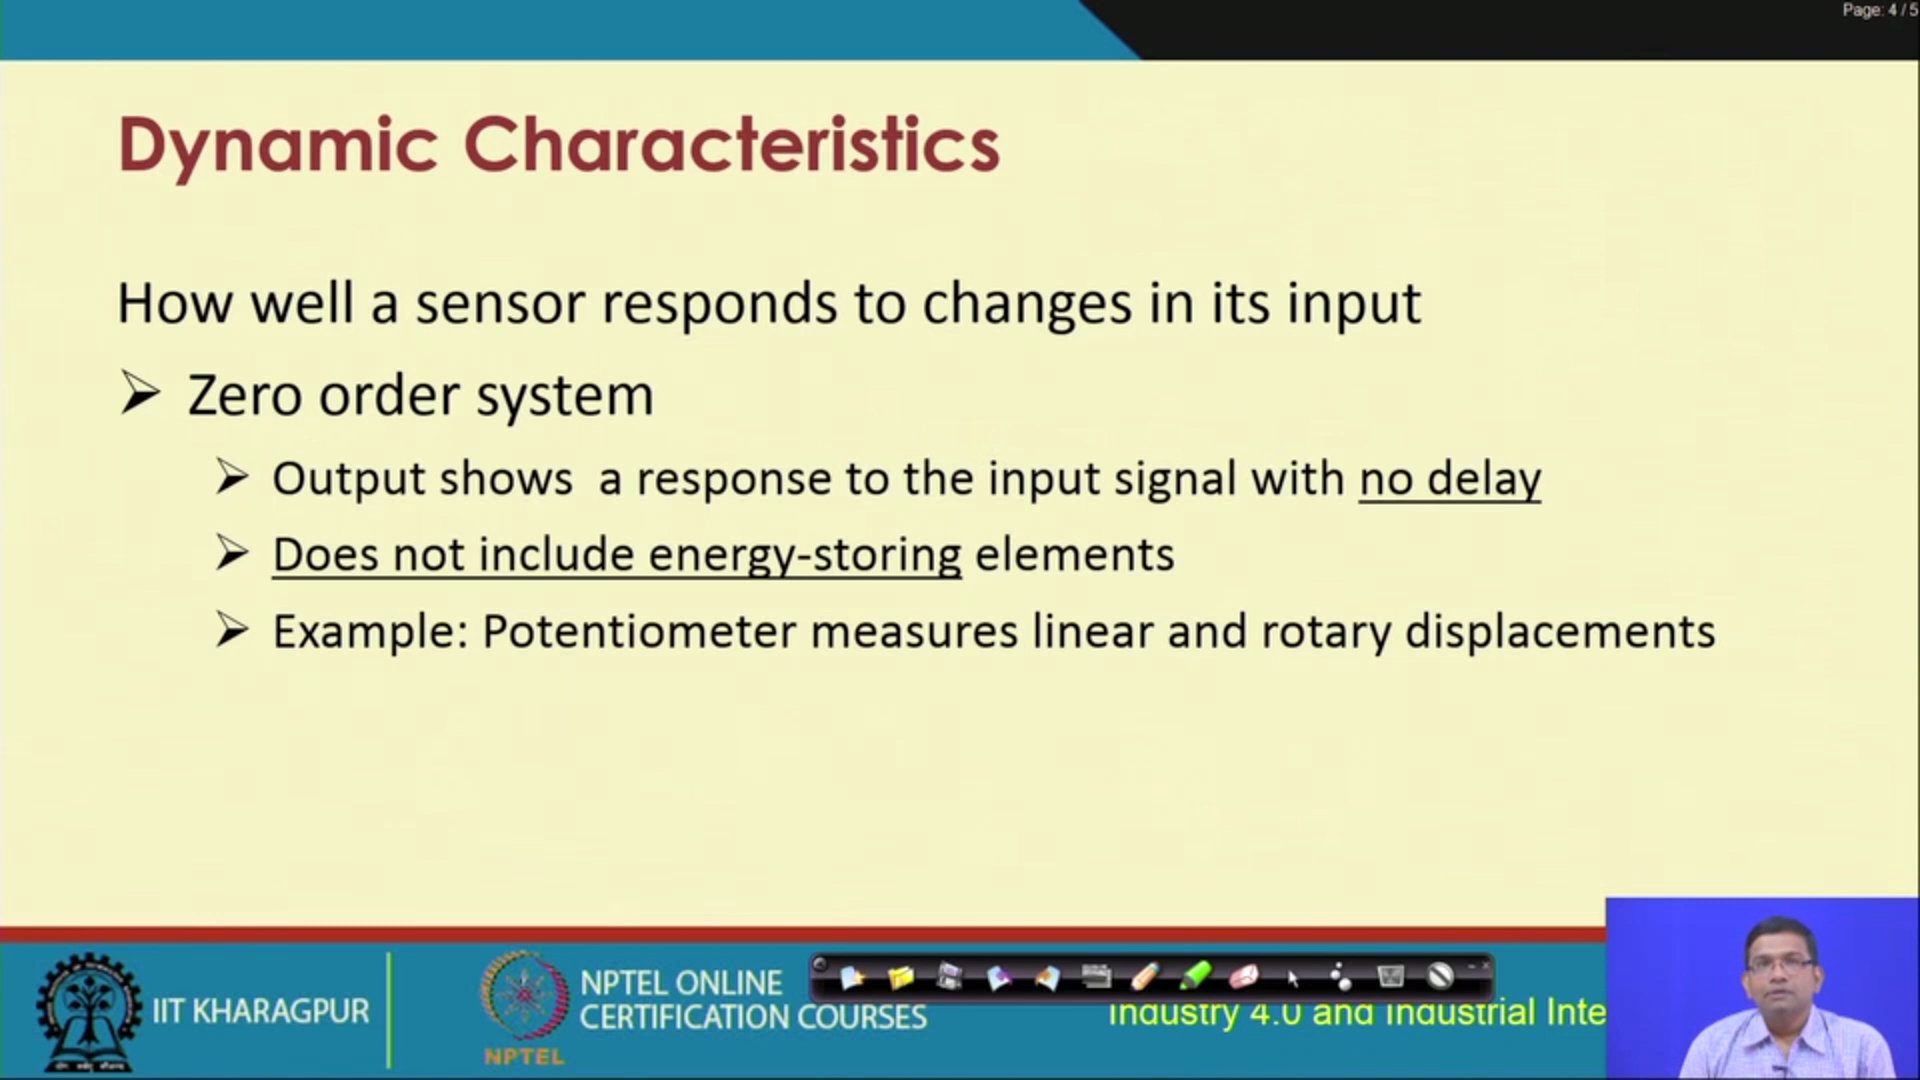 Page: 4 / 5
Dynamic Characteristics
How well a sensor responds to changes in its input
Zero order system
Output shows a response to the input signal with no delay
Does not include energy-storing elements
Example: Potentiometer measures linear and rotary displacements
IIT KHARAGPUR
NPTEL
NPTEL ONLINE
CERTIFICATION COURSES
Industry 4.0 and Industrial Inte